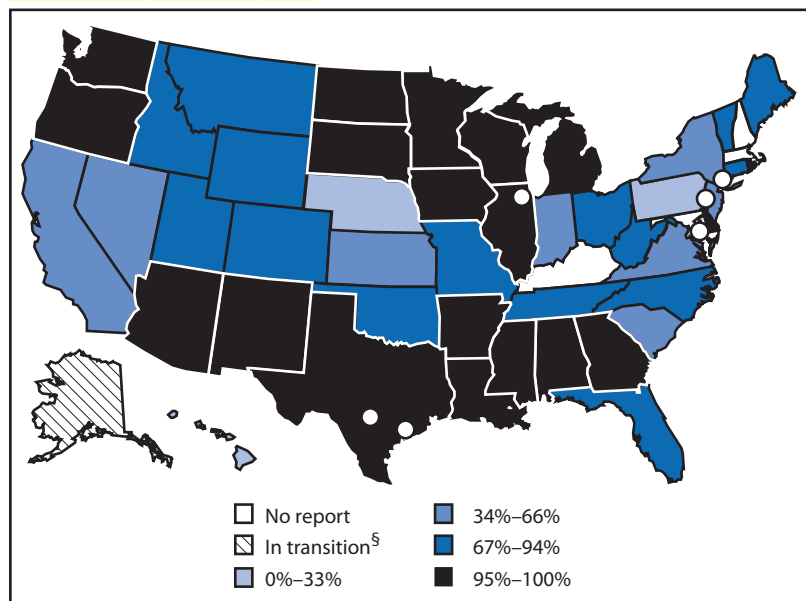 No report
In transition§
0%–33%
34%–66%
67%–94%
95%–100%